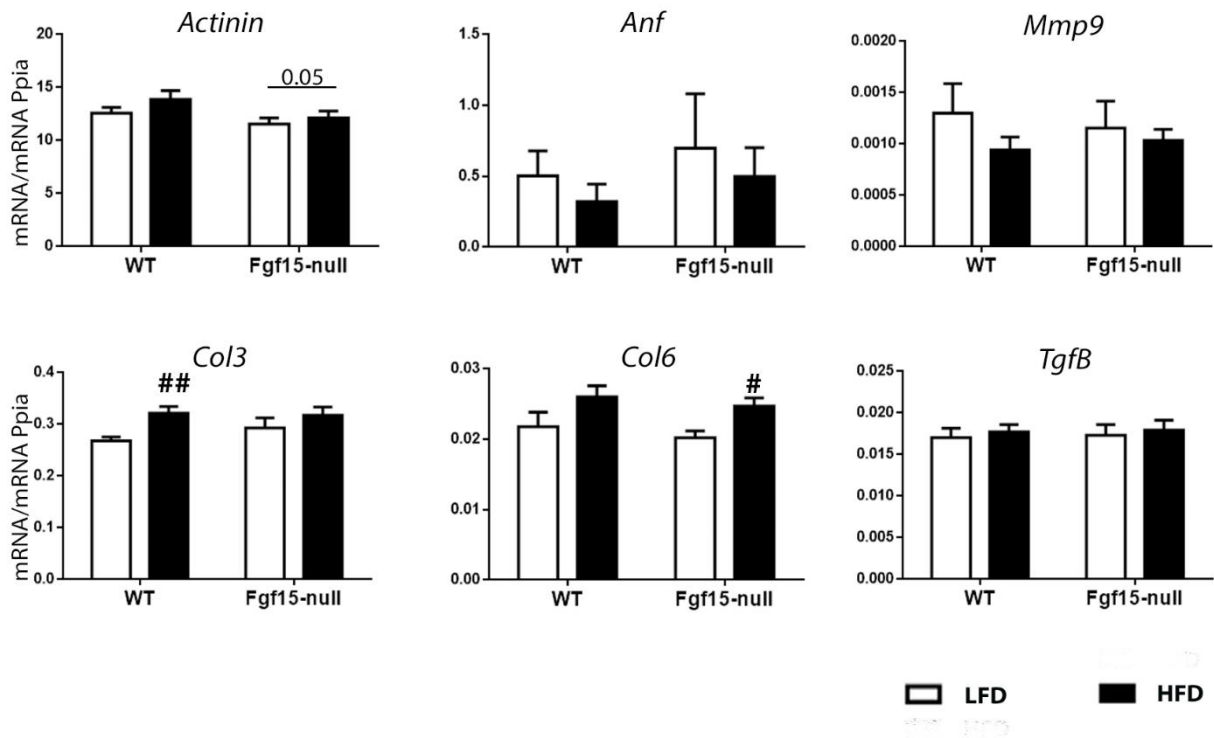 Actinin
mRNA/mRNA Ppia
20
15
10
5
0
0.05
WT Fgf15-null
Anf
1.5
1.0
0.5
0.0
WT Fgf15-null
Mmp9
0.0020
0.0015
0.0010
0.0005
0.0000
WT Fgf15-null
Col3
mRNA/mRNA Ppia
0.4
0.3
0.2
0.1
0.0
##
WT Fgf15-null
Col6
0.03
0.02
0.01
0.00
#
WT Fgf15-null
TgfB
0.025
0.020
0.015
0.010
0.005
0.000
WT Fgf15-null
LFD HFD
HFD